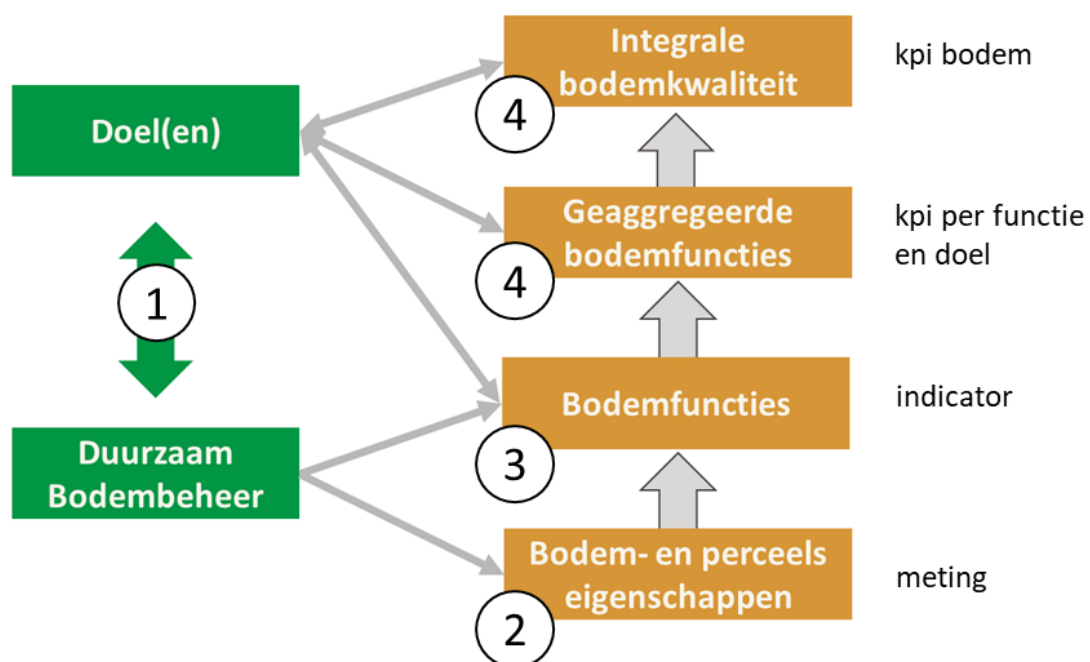 Integrale
bodemkwaliteit
kpi bodem
4
Doel(en)
Geaggregeerde
bodemfuncties
kpi per functie
en doel
4
1
Bodemfuncties
indicator
3
Duurzaam
Bodembeheer
Bodem- en perceels
eigenschappen
meting
2